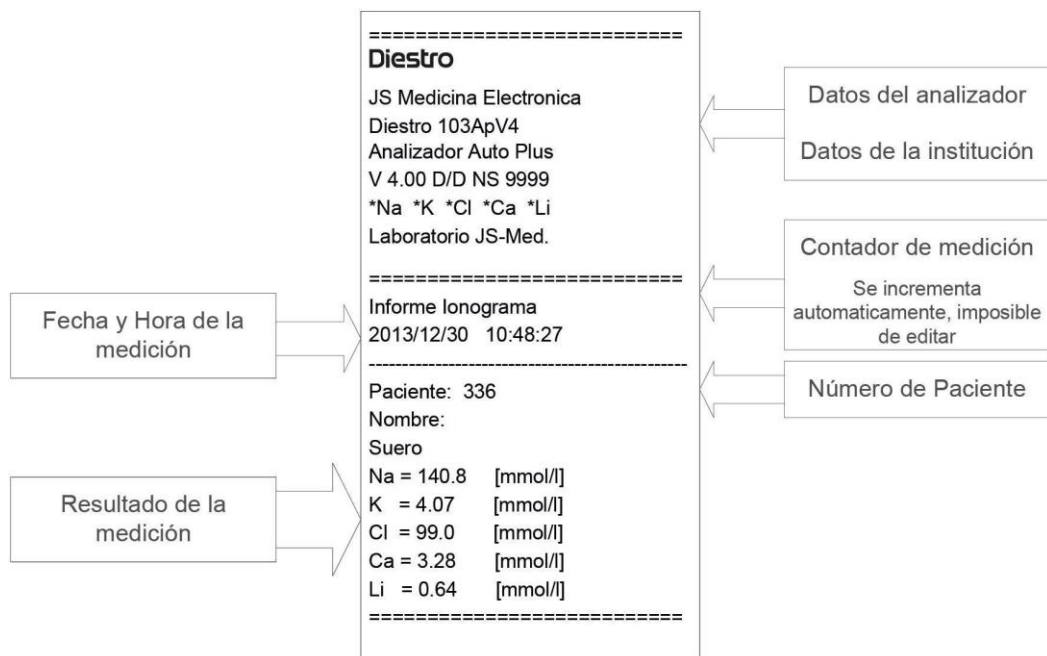 ===========================
Diestro
JS Medicina Electronica
Diestro 103ApV4
Analizador Auto Plus
V 4.00 D/D NS 9999
*Na *K *Cl *Ca *Li
Laboratorio JS-Med.
===========================
Informe Ionograma
2013/12/30 10:48:27
-----------------------------------------------
Paciente: 336
Nombre:
Suero
Na = 140.8 [mmol/l]
K = 4.07 [mmol/l]
Cl = 99.0 [mmol/l]
Ca = 3.28 [mmol/l]
Li = 0.64 [mmol/l]
===========================
Fecha y Hora de la
medición
Resultado de la
medición
Datos del analizador
Datos de la institución
Contador de medición
Se incrementa
automaticamente, imposible
de editar
Número de Paciente